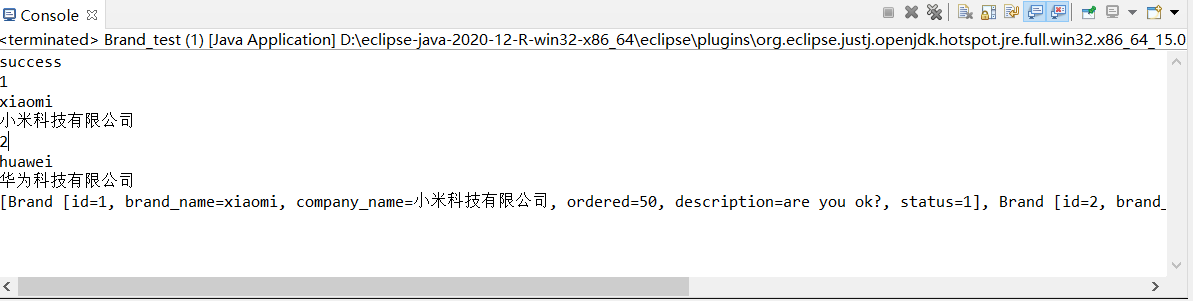 Console
<terminated> Brand_test (1) [Java Application] D:\eclipse-java-2020-12-R-win32-x86_64\eclipse\plugins\org.eclipse.justj.openjdk.hotspot.jre.full.win32.x86_64_15.0
success
1
xiaomi
小米科技有限公司
2
huawei
华为科技有限公司
[Brand [id=1, brand_name=xiaomi, company_name=小米科技有限公司, ordered=50, description=are you ok?, status=1], Brand [id=2, brand_